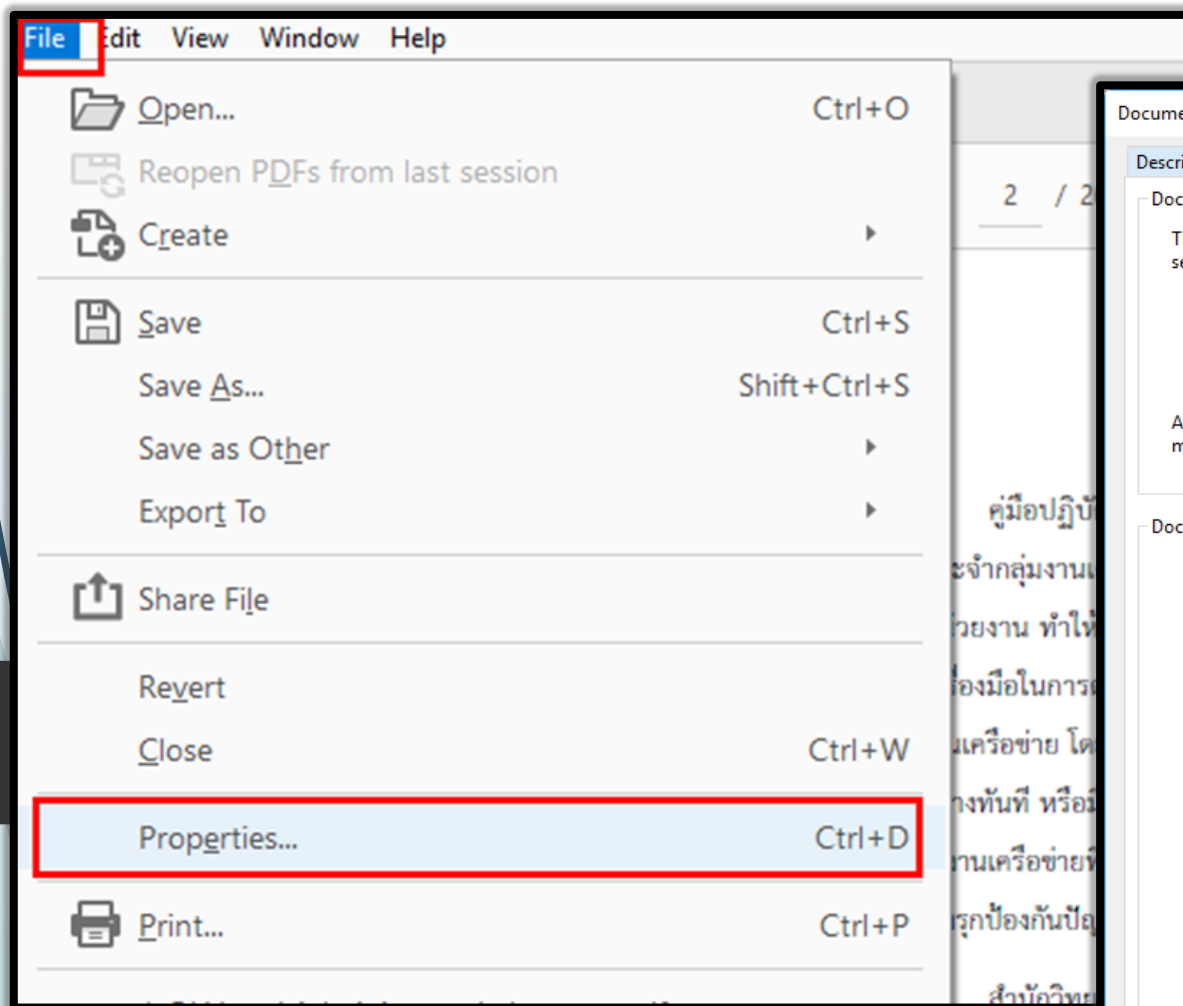 File Edit View Window Help
Open... Ctrl+O
Reopen PDFs from last session
Create
Save Ctrl+S
Save As... Shift+Ctrl+S
Save as Other
Export To
Share File
Revert
Close Ctrl+W
Properties... Ctrl+D
Print... Ctrl+P
2 / 2
คู่มือปฏิบั
ะจำกลุ่มงาน
่วยงาน ทำให้
ื่องมือในการ
นเครือข่าย โด
างทันที หรือมี
งานเครือข่ายที่
รุกป้องกันปัญ
สำนักวิทย
Docume
Descri
Doc
T
se
A
m
Doc